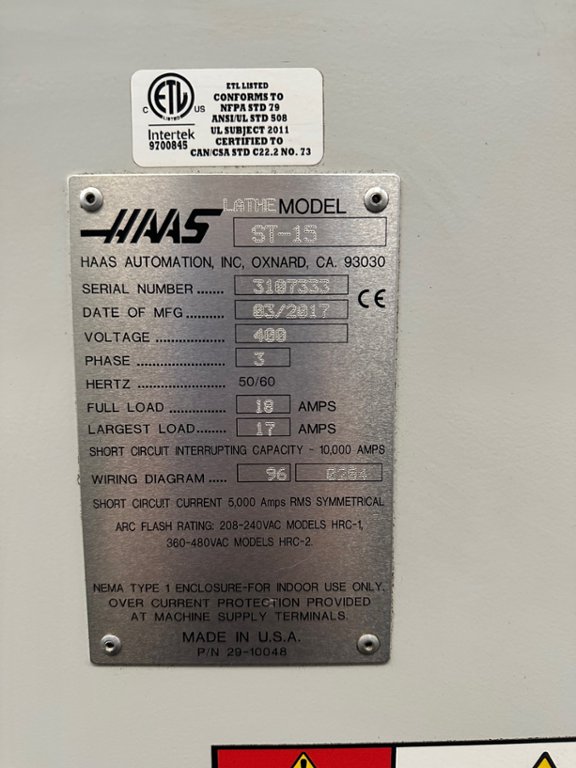 ETL LISTED
CONFORMS TO
NFPA STD 79
ANSI/UL STD 508
UL SUBJECT 2011
CERTIFIED TO
CAN/CSA STD C22.2 NO. 73
C ETL US
LISTED
Intertek
9700845
HAAS LATHE MODEL
ST-15
HAAS AUTOMATION, INC, OXNARD, CA. 93030
SERIAL NUMBER ....... 3107333 CE
DATE OF MFG .......... 03/2017
VOLTAGE ................. 400
PHASE ..................... 3
HERTZ ..................... 50/60
FULL LOAD ............. 18 AMPS
LARGEST LOAD....... 17 AMPS
SHORT CIRCUIT INTERRUPTING CAPACITY - 10,000 AMPS
WIRING DIAGRAM ..... 96
SHORT CIRCUIT CURRENT 5,000 Amps RMS SYMMETRICAL
ARC FLASH RATING: 208-240VAC MODELS HRC-1,
360-480VAC MODELS HRC-2.
NEMA TYPE 1 ENCLOSURE-FOR INDOOR USE ONLY.
OVER CURRENT PROTECTION PROVIDED
AT MACHINE SUPPLY TERMINALS.
MADE IN U.S.A.
P/N 29-10048